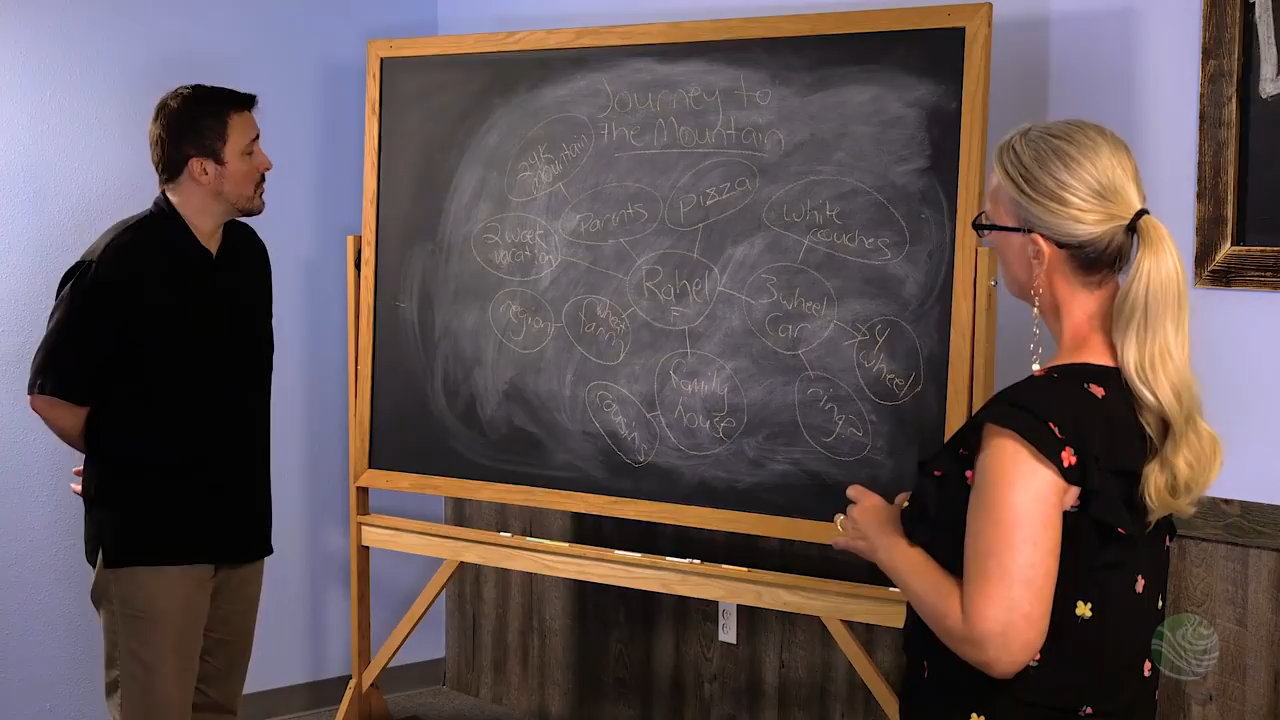 Journey to
The Mountain
24K
mountain
Parents
pizza
white
couches
2 week
vacation
Rahel
3 wheel
Car
region
wheat
farm
4
wheel
family
house
cousins